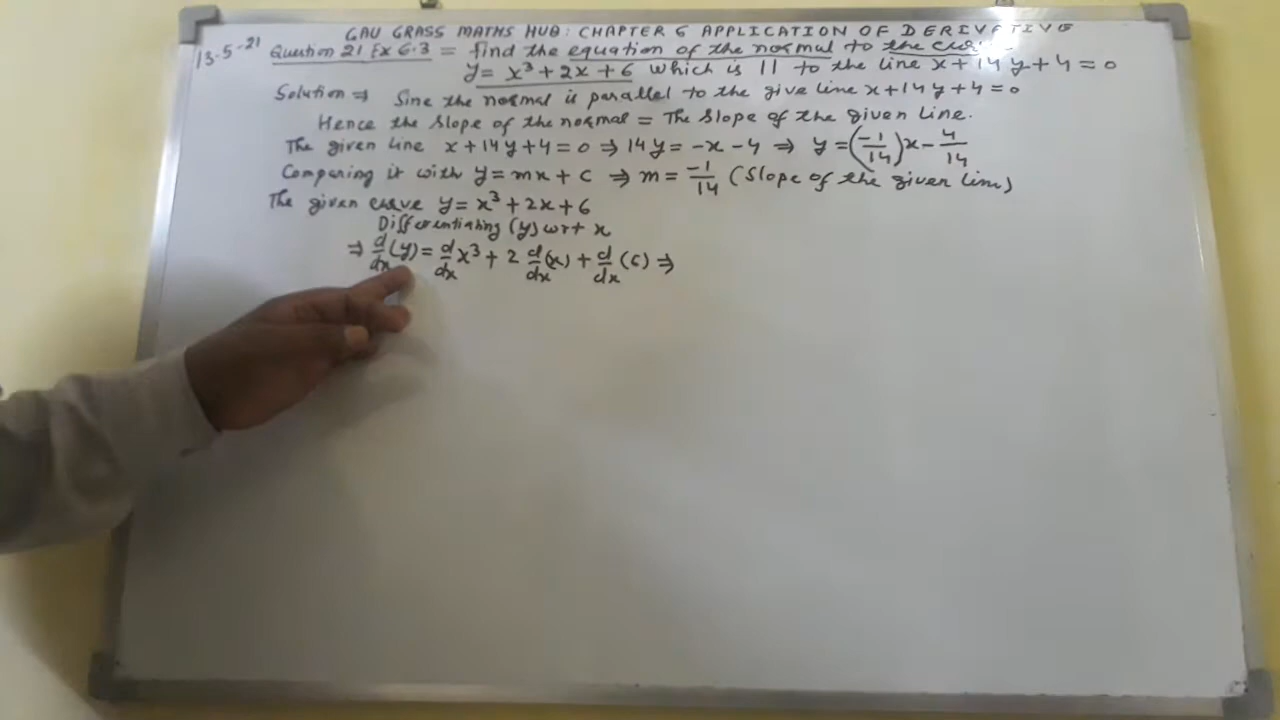 GAU GRASS MATHS HUB: CHAPTER 6 APPLICATION OF DERIVATIVE
13-5-21 Question 21 Ex 6.3 = find the equation of the normal to the
y = x³ + 2x + 6 which is || to the line x + 14y + 4 = 0
Solution ⇒ Sine the normal is parallel to the give line x + 14y + 4 = 0
Hence the slope of the normal = The slope of the given Line.
The given line x + 14y + 4 = 0 ⇒ 14y = -x - 4 ⇒ y = (-1/14)x - 4/14
Comparing it with y = mx + c ⇒ m = -1/14 (slope of the given line)
The given curve y = x³ + 2x + 6
Differentiating (y) wrt x
⇒ d/dx (y) = d/dx x³ + 2 d/dx (x) + d/dx (6) ⇒